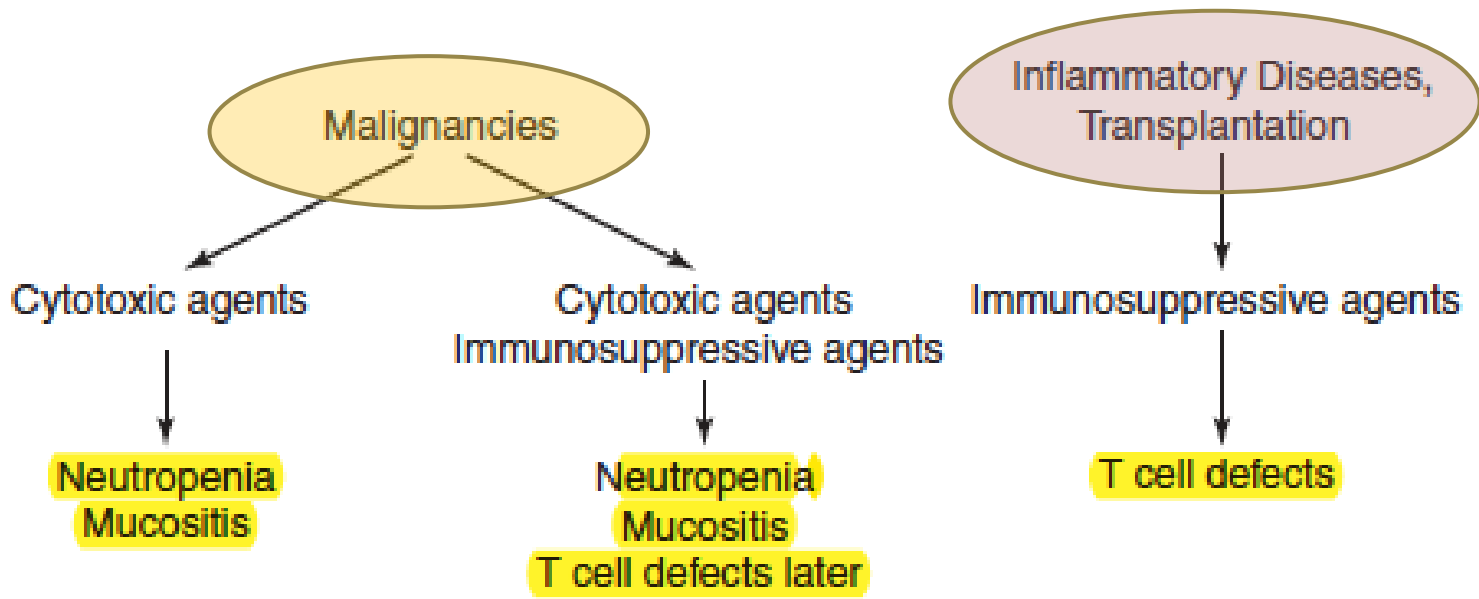 Malignancies
Inflammatory Diseases,
Transplantation
Cytotoxic agents
Cytotoxic agents
Immunosuppressive agents
Immunosuppressive agents
Neutropenia
Mucositis
Neutropenia
Mucositis
T cell defects later
T cell defects